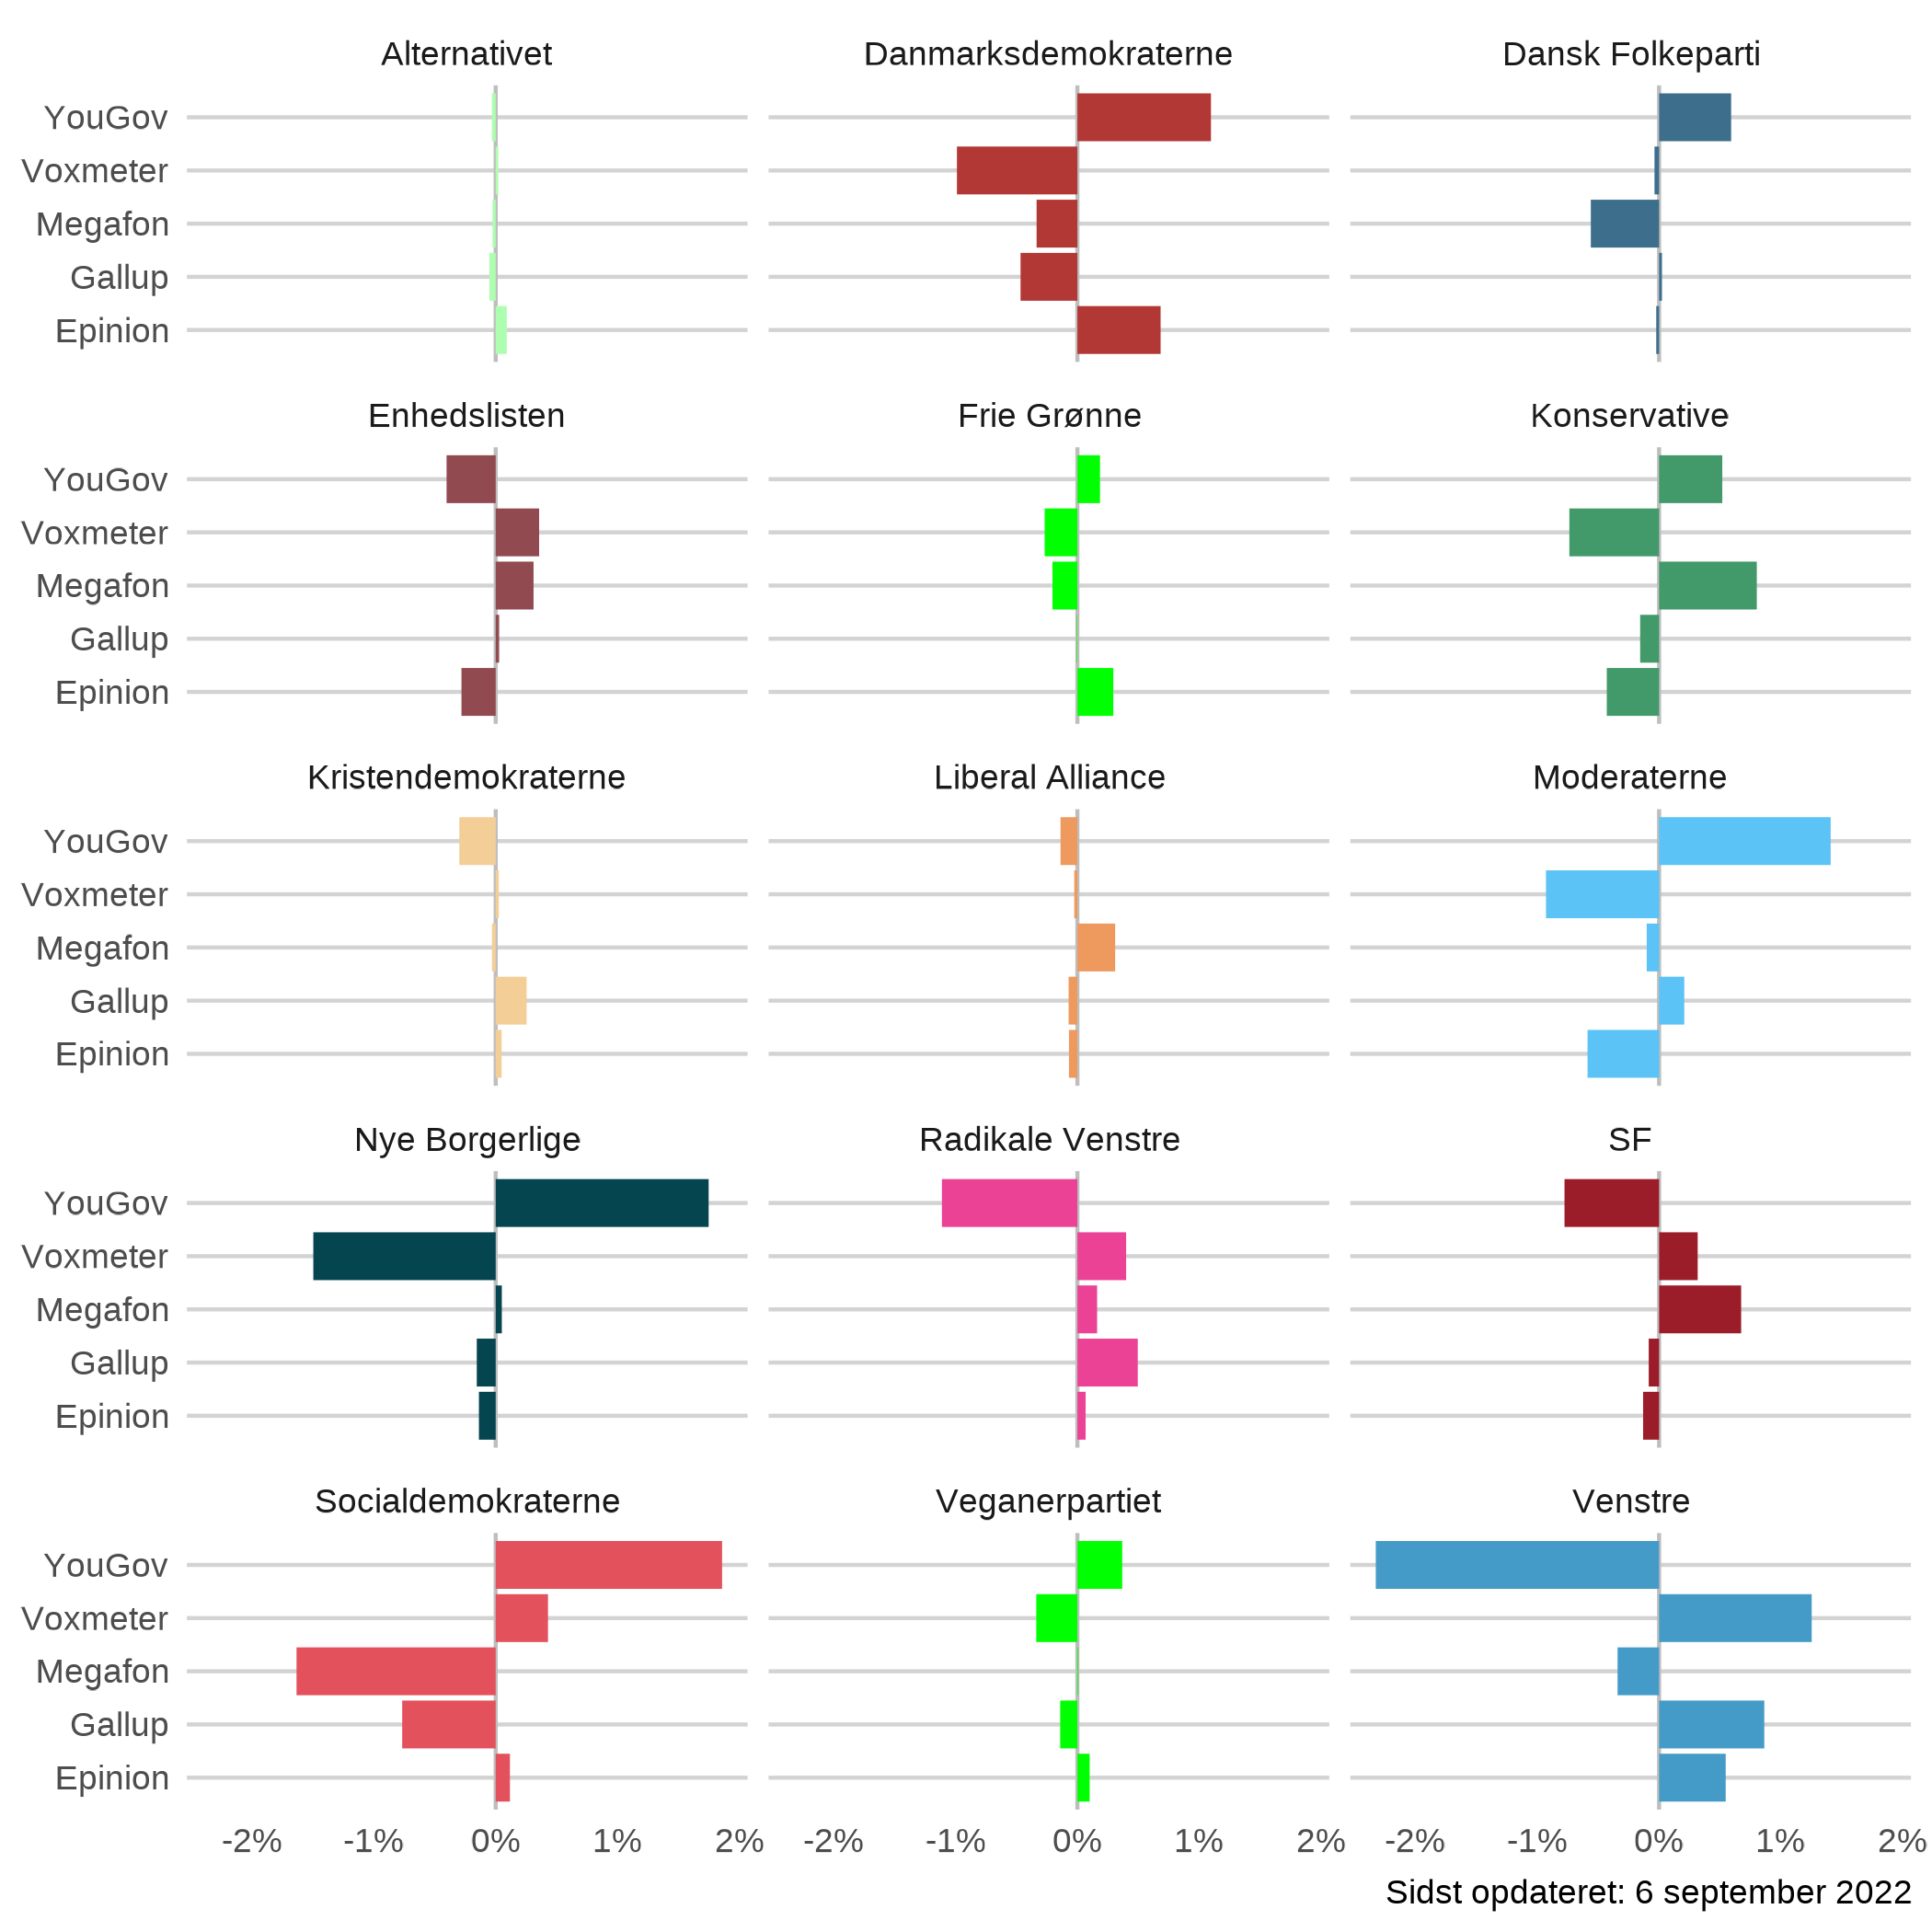 Alternativet Danmarksdemokraterne Dansk Folkeparti
YouGov
Voxmeter
Megafon
Gallup
Epinion
Enhedslisten Frie Grønne Konservative
YouGov
Voxmeter
Megafon
Gallup
Epinion
Kristendemokraterne Liberal Alliance Moderaterne
YouGov
Voxmeter
Megafon
Gallup
Epinion
Nye Borgerlige Radikale Venstre SF
YouGov
Voxmeter
Megafon
Gallup
Epinion
Socialdemokraterne Veganerpartiet Venstre
YouGov
Voxmeter
Megafon
Gallup
Epinion
-2% -1% 0% 1% 2% -2% -1% 0% 1% 2% -2% -1% 0% 1% 2%
Sidst opdateret: 6 september 2022